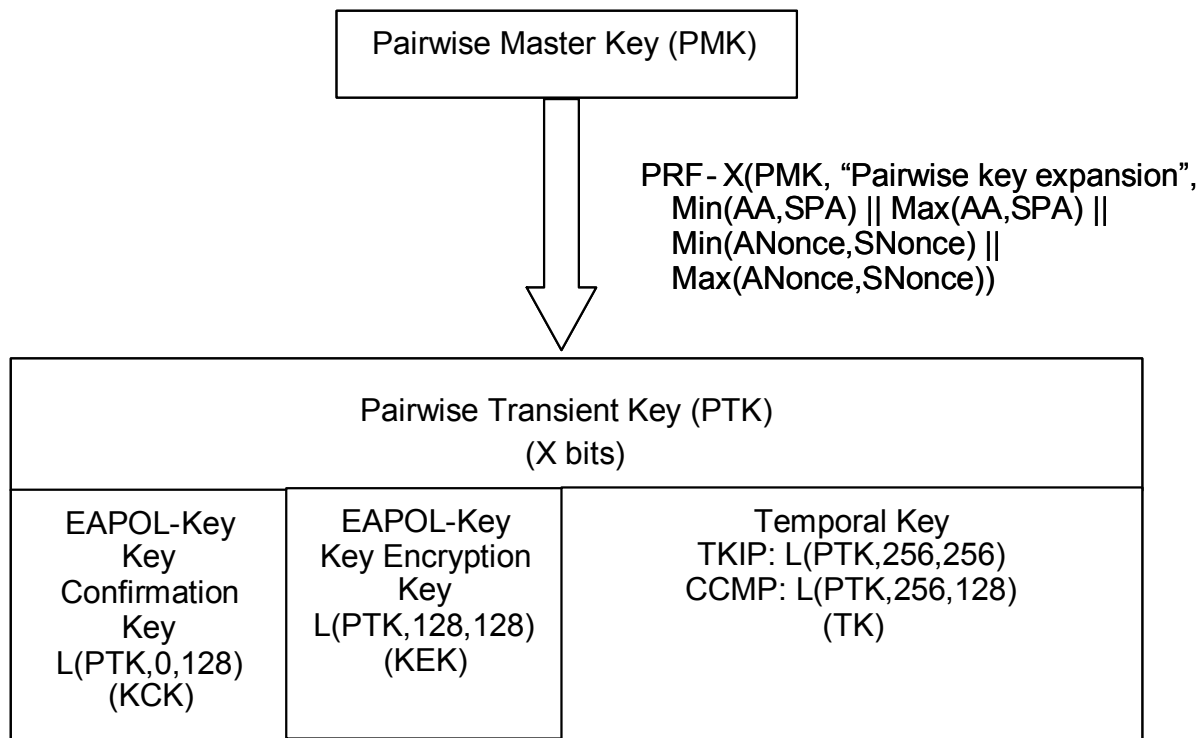 Pairwise Master Key (PMK)
PRF- X(PMK, “Pairwise key expansion”,
Min(AA,SPA) || Max(AA,SPA) ||
Min(ANonce,SNonce) ||
Max(ANonce,SNonce))
Pairwise Transient Key (PTK)
(X bits)
EAPOL-Key
Key
Confirmation
Key
L(PTK,0,128)
(KCK)
EAPOL-Key
Key Encryption
Key
L(PTK,128,128)
(KEK)
Temporal Key
TKIP: L(PTK,256,256)
CCMP: L(PTK,256,128)
(TK)